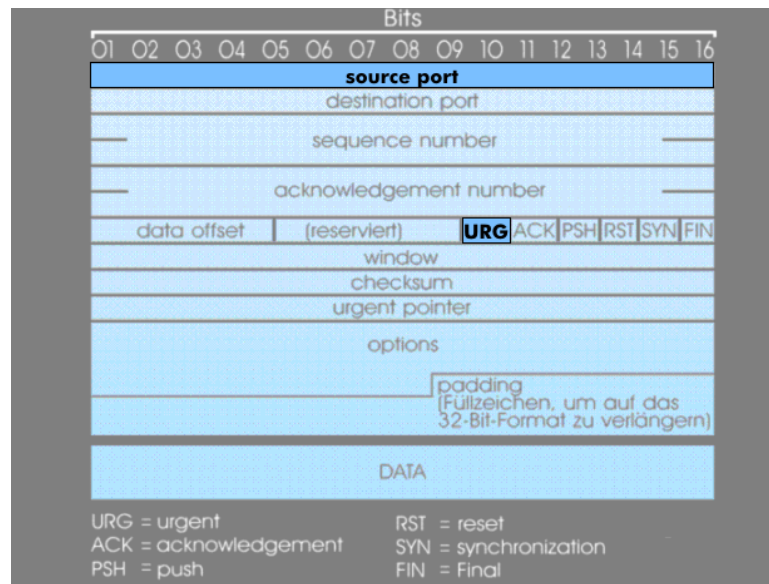 Bits
01 02 03 04 05 06 07 08 09 10 11 12 13 14 15 16
source port
destination port
sequence number
acknowledgement number
data offset (reserviert) URG ACK PSH RST SYN FIN
window
checksum
urgent pointer
options
padding
(Füllzeichen, um auf das
32-Bit-Format zu verlängern)
DATA
URG = urgent RST = reset
ACK = acknowledgement SYN = synchronization
PSH = push FIN = Final